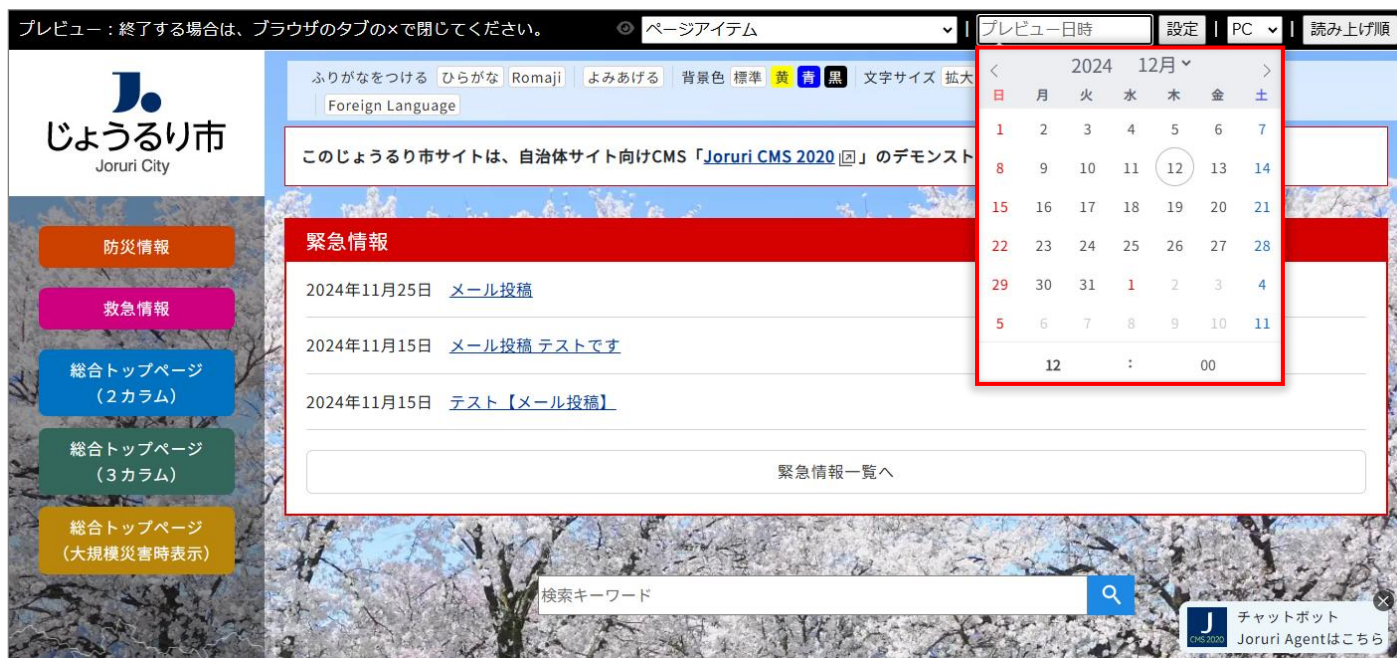 プレビュー：終了する場合は、ブラウザのタブの×で閉じてください。 ページアイテム | プレビュー日時 設定 | PC | 読み上げ順
じょうるり市
Joruri City
ふりがなをつける ひらがな Romaji よみあげる 背景色 標準 黄 青 黒 文字サイズ 拡大
Foreign Language
このじょうるり市サイトは、自治体サイト向けCMS「Joruri CMS 2020」のデモンスト
2024 12月
日 月 火 水 木 金 土
1 2 3 4 5 6 7
8 9 10 11 12 13 14
15 16 17 18 19 20 21
22 23 24 25 26 27 28
29 30 31 1 2 3 4
5 6 7 8 9 10 11
12 : 00
防災情報
救急情報
総合トップページ
（2カラム）
総合トップページ
（3カラム）
総合トップページ
（大規模災害時表示）
緊急情報
2024年11月25日 メール投稿
2024年11月15日 メール投稿 テストです
2024年11月15日 テスト【メール投稿】
緊急情報一覧へ
検索キーワード
J
CMS 2020
チャットボット
Joruri Agentはこちら